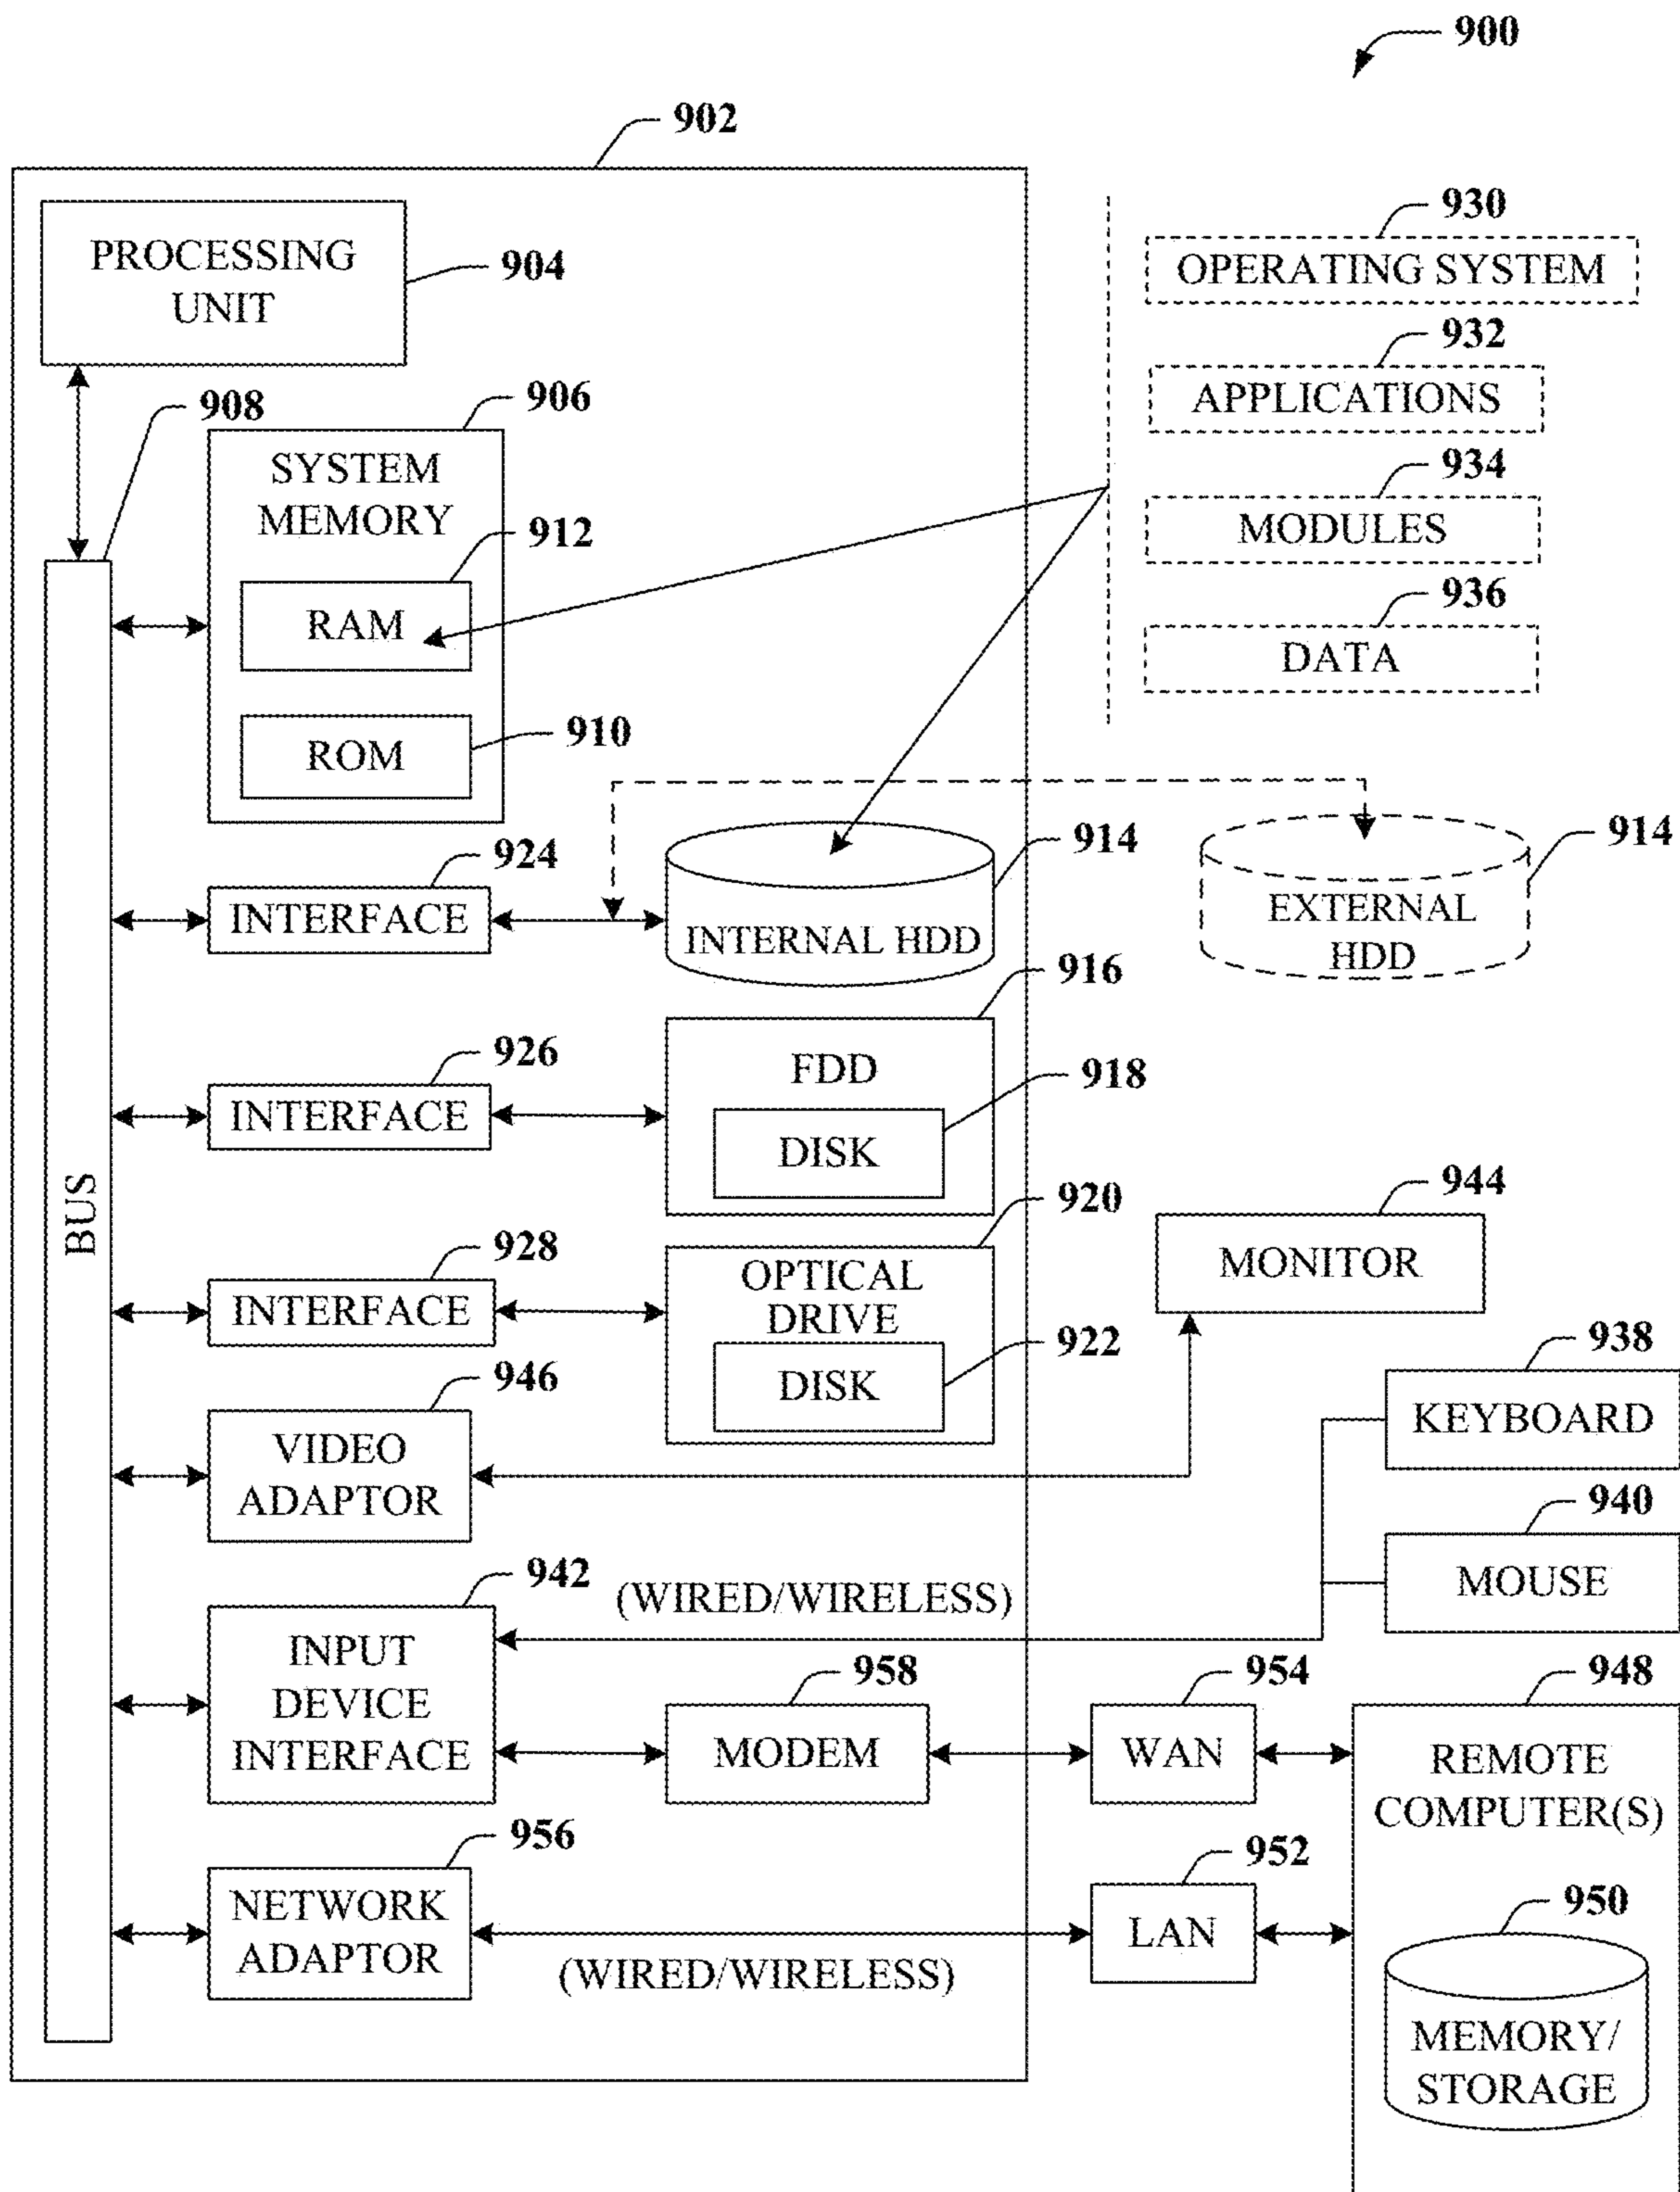 900
902
PROCESSING
UNIT
904
930
OPERATING SYSTEM
932
APPLICATIONS
934
MODULES
936
DATA
908
906
SYSTEM
MEMORY
912
RAM
910
ROM
BUS
924
INTERFACE
914
INTERNAL HDD
914
EXTERNAL
HDD
926
INTERFACE
916
FDD
918
DISK
928
INTERFACE
920
OPTICAL
DRIVE
922
DISK
944
MONITOR
946
VIDEO
ADAPTOR
938
KEYBOARD
940
MOUSE
942
INPUT
DEVICE
INTERFACE
(WIRED/WIRELESS)
958
MODEM
954
WAN
948
REMOTE
COMPUTER(S)
956
NETWORK
ADAPTOR
(WIRED/WIRELESS)
952
LAN
950
MEMORY/
STORAGE